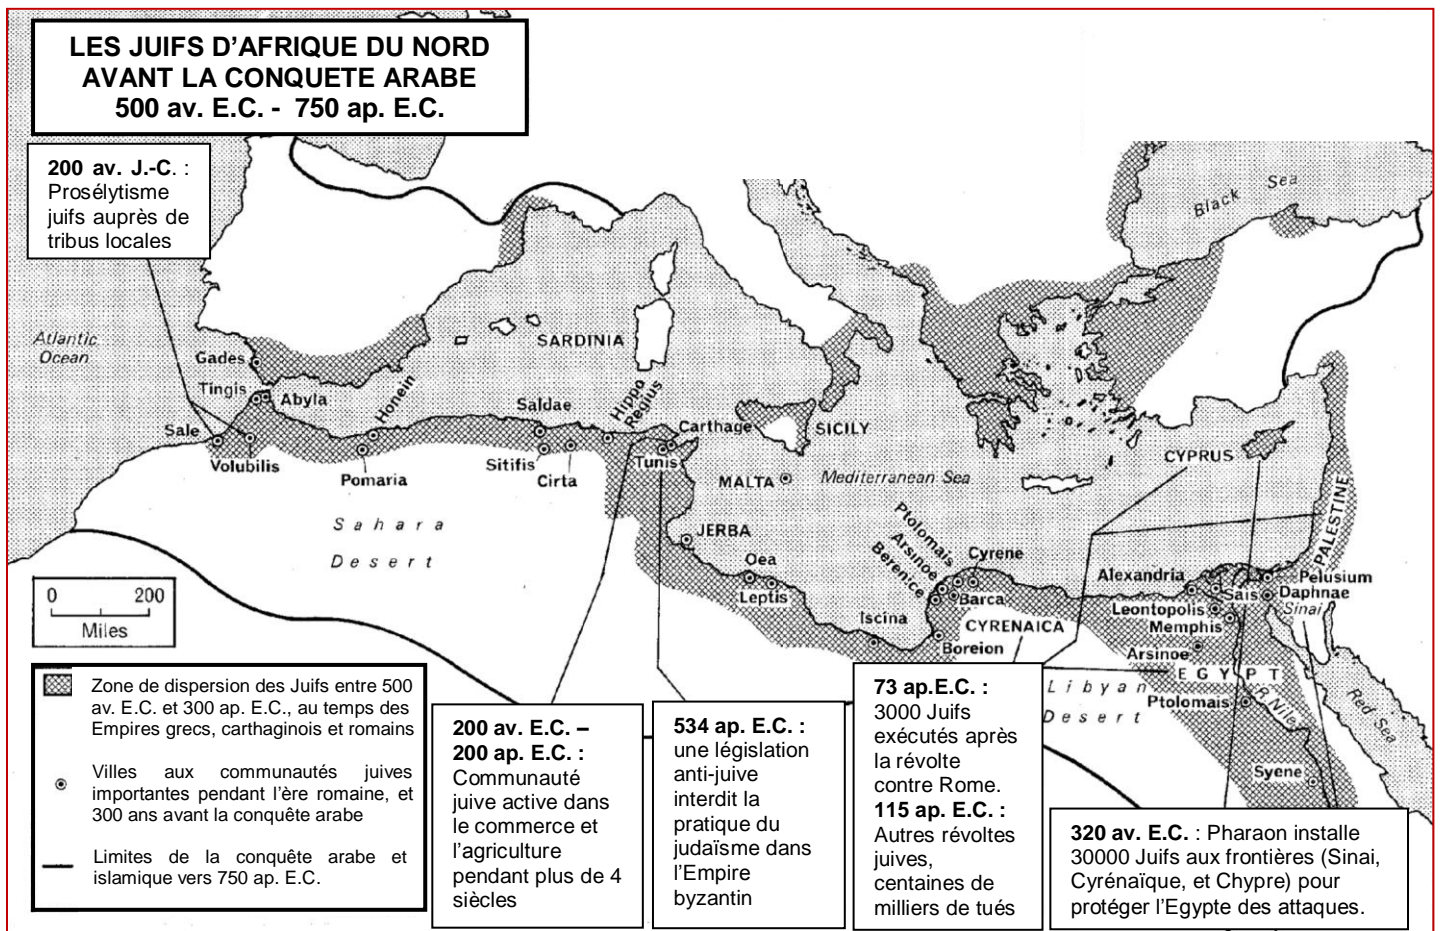 LES JUIFS D'AFRIQUE DU NORD
AVANT LA CONQUETE ARABE
500 av. E.C. - 750 ap. E.C.
200 av. J.-C. :
Prosélytisme
juifs auprès de
tribus locales
Black Sea
Atlantic
Ocean
SARDINIA
Gades
Tingis
Abyla
Honein
Saldae
Hippo
Regius
Carthage
SICILY
Sale
Volubilis
Pomaria
Sitifis
Cirta
Tunis
MALTA
Mediterranean Sea
CYPRUS
PALESTINE
Sahara
Desert
JERBA
Oea
Leptis
Iscina
Ptolomais
Arsinoe
Berenice
Cyrene
Barca
CYRENAICA
Boreion
Alexandria
Sais
Pelusium
Daphnae
Sinai
Leontopolis
Memphis
Arsinoe
EGYPT
R. Nile
Ptolomais
Libyan
Desert
Red Sea
Syene
0 200
Miles
Zone de dispersion des Juifs entre 500
av. E.C. et 300 ap. E.C., au temps des
Empires grecs, carthaginois et romains
Villes aux communautés juives
importantes pendant l'ère romaine, et
300 ans avant la conquête arabe
Limites de la conquête arabe et
islamique vers 750 ap. E.C.
200 av. E.C. –
200 ap. E.C. :
Communauté
juive active dans
le commerce et
l'agriculture
pendant plus de 4
siècles
534 ap. E.C. :
une législation
anti-juive
interdit la
pratique du
judaïsme dans
l'Empire
byzantin
73 ap.E.C. :
3000 Juifs
exécutés après
la révolte
contre Rome.
115 ap. E.C. :
Autres révoltes
juives,
centaines de
milliers de tués
320 av. E.C. : Pharaon installe
30000 Juifs aux frontières (Sinai,
Cyrénaïque, et Chypre) pour
protéger l'Egypte des attaques.